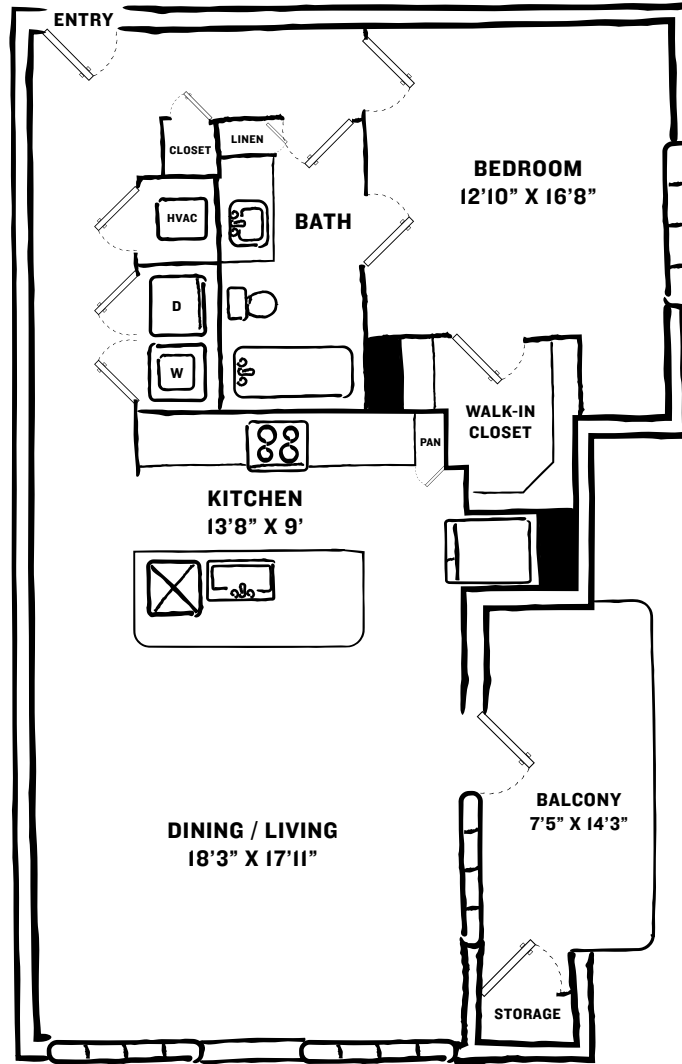 ENTRY
CLOSET
LINEN
BEDROOM
12'10" X 16'8"
HVAC
BATH
D
W
WALK-IN
CLOSET
PAN
KITCHEN
13'8" X 9'
BALCONY
7'5" X 14'3"
DINING / LIVING
18'3" X 17'11"
STORAGE